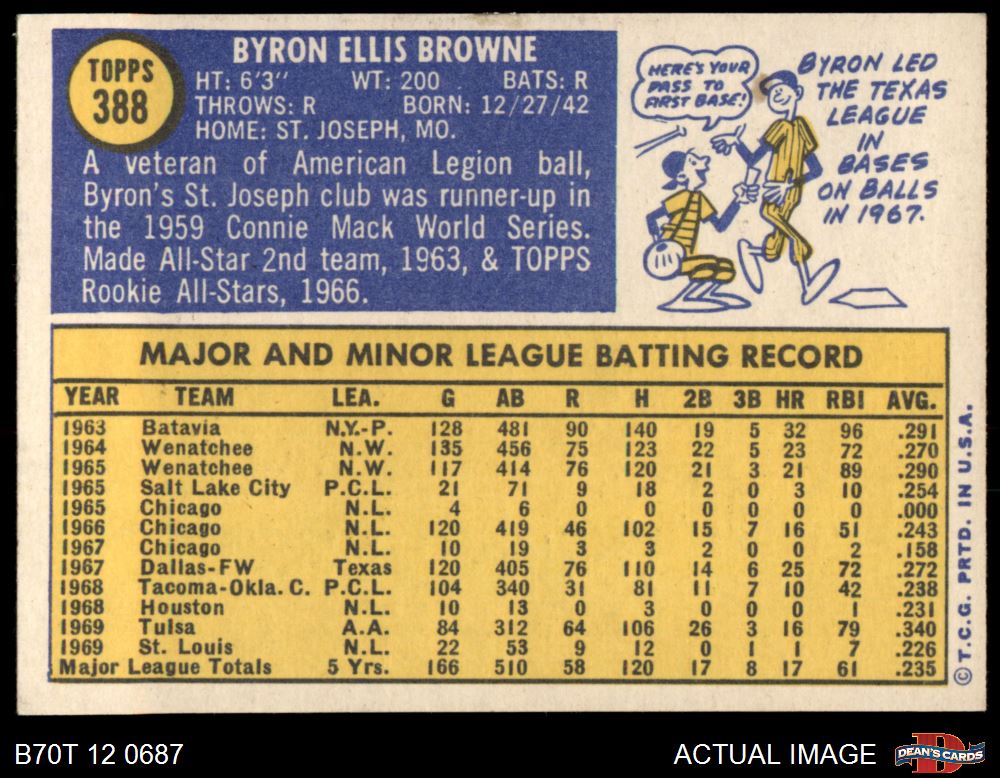 TOPPS
388
BYRON ELLIS BROWNE
HT: 6'3" WT: 200 BATS: R
THROWS: R BORN: 12/27/42
HOME: ST. JOSEPH, MO.
A veteran of American Legion ball,
Byron's St. Joseph club was runner-up in
the 1959 Connie Mack World Series.
Made All-Star 2nd team, 1963, & TOPPS
Rookie All-Stars, 1966.
HERE'S YOUR
PASS TO
FIRST BASE!
BYRON LED
THE TEXAS
LEAGUE
IN
BASES
ON BALLS
IN 1967.
MAJOR AND MINOR LEAGUE BATTING RECORD
YEAR TEAM LEA. G AB R H 2B 3B HR RBI AVG.
1963 Batavia N.Y.-P. 128 481 90 140 19 5 32 96 .291
1964 Wenatchee N.W. 135 456 75 123 22 5 23 72 .270
1965 Wenatchee N.W. 117 414 76 120 21 3 21 89 .290
1965 Salt Lake City P.C.L. 21 71 9 18 2 0 3 10 .254
1965 Chicago N.L. 4 6 0 0 0 0 0 0 .000
1966 Chicago N.L. 120 419 46 102 15 7 16 51 .243
1967 Chicago N.L. 10 19 3 3 2 0 0 2 .158
1967 Dallas-FW Texas 120 405 76 110 14 6 25 72 .272
1968 Tacoma-Okla. C. P.C.L. 104 340 31 81 11 7 10 42 .238
1968 Houston N.L. 10 13 0 3 0 0 0 1 .231
1969 Tulsa A.A. 84 312 64 106 26 3 16 79 .340
1969 St. Louis N.L. 22 53 9 12 0 1 1 7 .226
Major League Totals 5 Yrs. 166 510 58 120 17 8 17 61 .235
© T.C.G. PRTD. IN U.S.A.
B70T 12 0687 ACTUAL IMAGE
D
DEAN'S CARDS